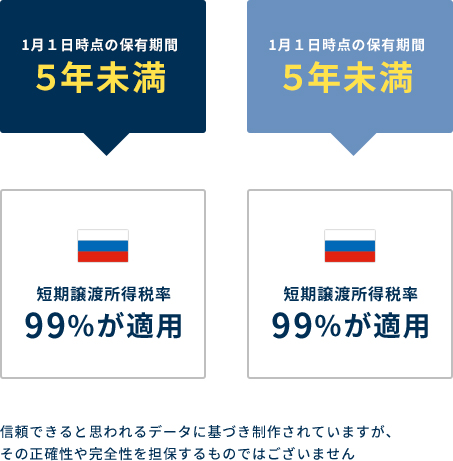 1月１日時点の保有期間
５年未満
1月１日時点の保有期間
５年未満
短期譲渡所得税率
99%が適用
短期譲渡所得税率
99%が適用
信頼できると思われるデータに基づき制作されていますが、
その正確性や完全性を担保するものではございません